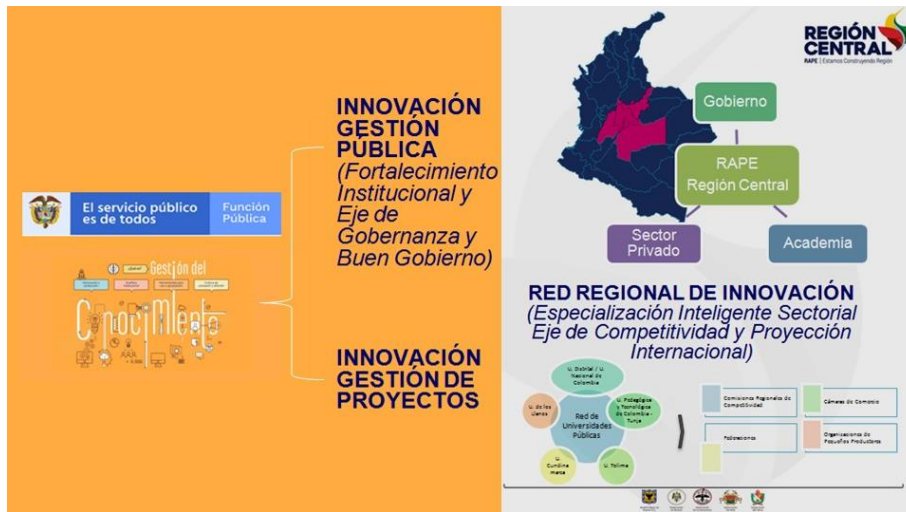 El servicio público
es de todos
Función
Pública
¿Qué es?
Gestión del
Conocimiento
INNOVACIÓN
GESTIÓN
PÚBLICA
(Fortalecimiento
Institucional y
Eje de
Gobernanza y
Buen Gobierno)
INNOVACIÓN
GESTIÓN DE
PROYECTOS
REGIÓN
CENTRAL
RAPE | Estamos Construyendo Región
Gobierno
RAPE
Región Central
Sector
Privado
Academia
RED REGIONAL DE INNOVACIÓN
(Especialización Inteligente Sectorial
Eje de Competitividad y Proyección
Internacional)
U. Distrital / U.
Nacional de
Colombia
U. de los
Llanos
Red de
Universidades
Públicas
U. Pedagógica
y Tecnológica
de Colombia -
Tunja
U.
Cundina
marca
U. Tolima
Comisiones Regionales de
Competitividad
Cámaras de Comercio
Federaciones
Organizaciones de
Pequeños Productores